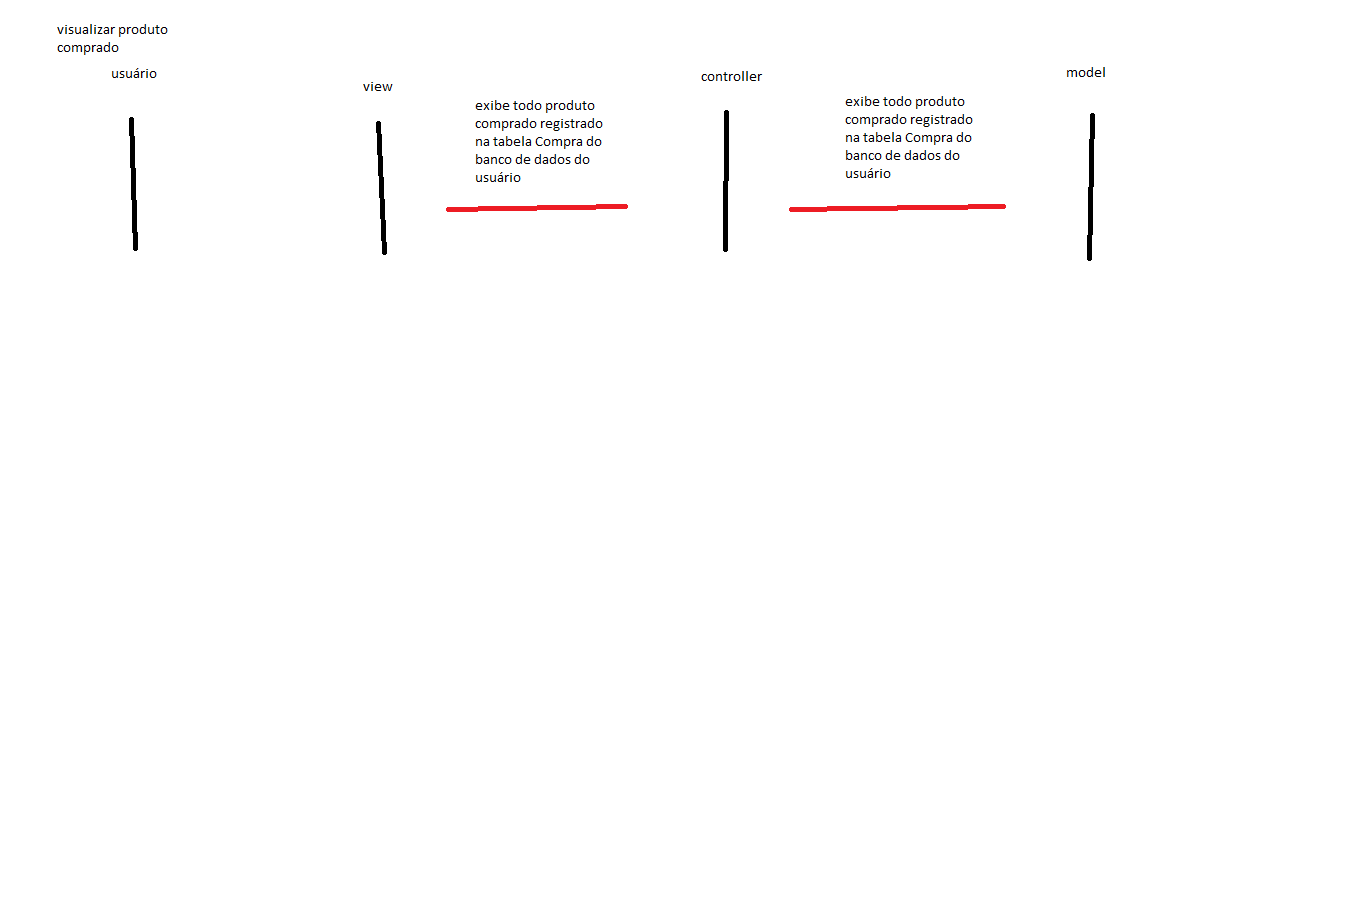 visualizar produto
comprado
usuário
view
exibe todo produto
comprado registrado
na tabela Compra do
banco de dados do
usuário
controller
exibe todo produto
comprado registrado
na tabela Compra do
banco de dados do
usuário
model